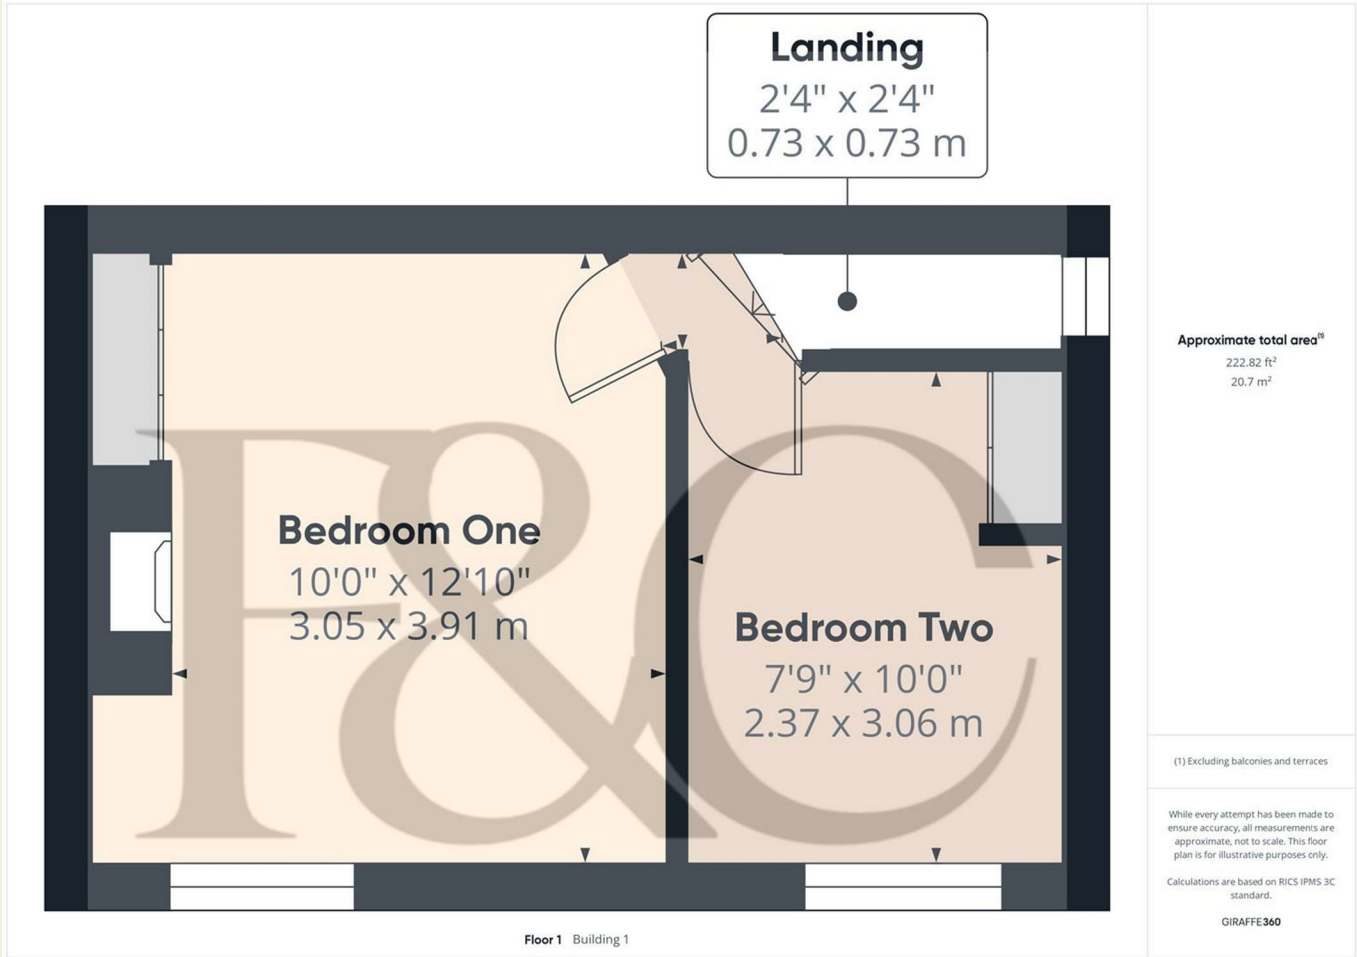 Landing
2'4" x 2'4"
0.73 x 0.73 m
Bedroom One
10'0" x 12'10"
3.05 x 3.91 m
Bedroom Two
7'9" x 10'0"
2.37 x 3.06 m
F&C
Floor 1 Building 1
Approximate total area⁽¹⁾
222.82 ft²
20.7 m²
(1) Excluding balconies and terraces
While every attempt has been made to
ensure accuracy, all measurements are
approximate, not to scale. This floor
plan is for illustrative purposes only.
Calculations are based on RICS IPMS 3C
standard.
GIRAFFE360